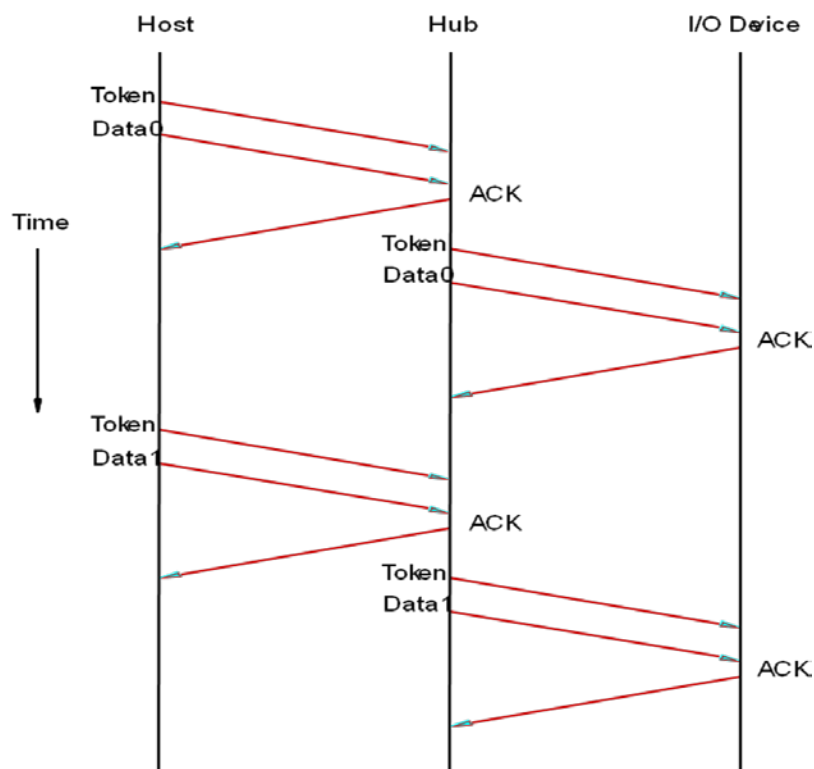 Host Hub I/O Device
Token
Data0
ACK
Time
Token
Data0
ACK.
Token
Data1
ACK
Token
Data1
ACK.